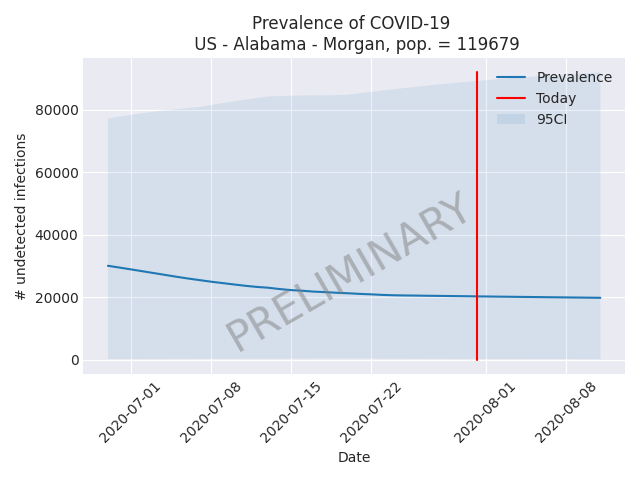 Prevalence of COVID-19
US - Alabama - Morgan, pop. = 119679
Prevalence
Today
95CI
80000
60000
40000
20000
0
# undetected infections
PRELIMINARY
2020-07-01
2020-07-08
2020-07-15
2020-07-22
2020-08-01
2020-08-08
Date